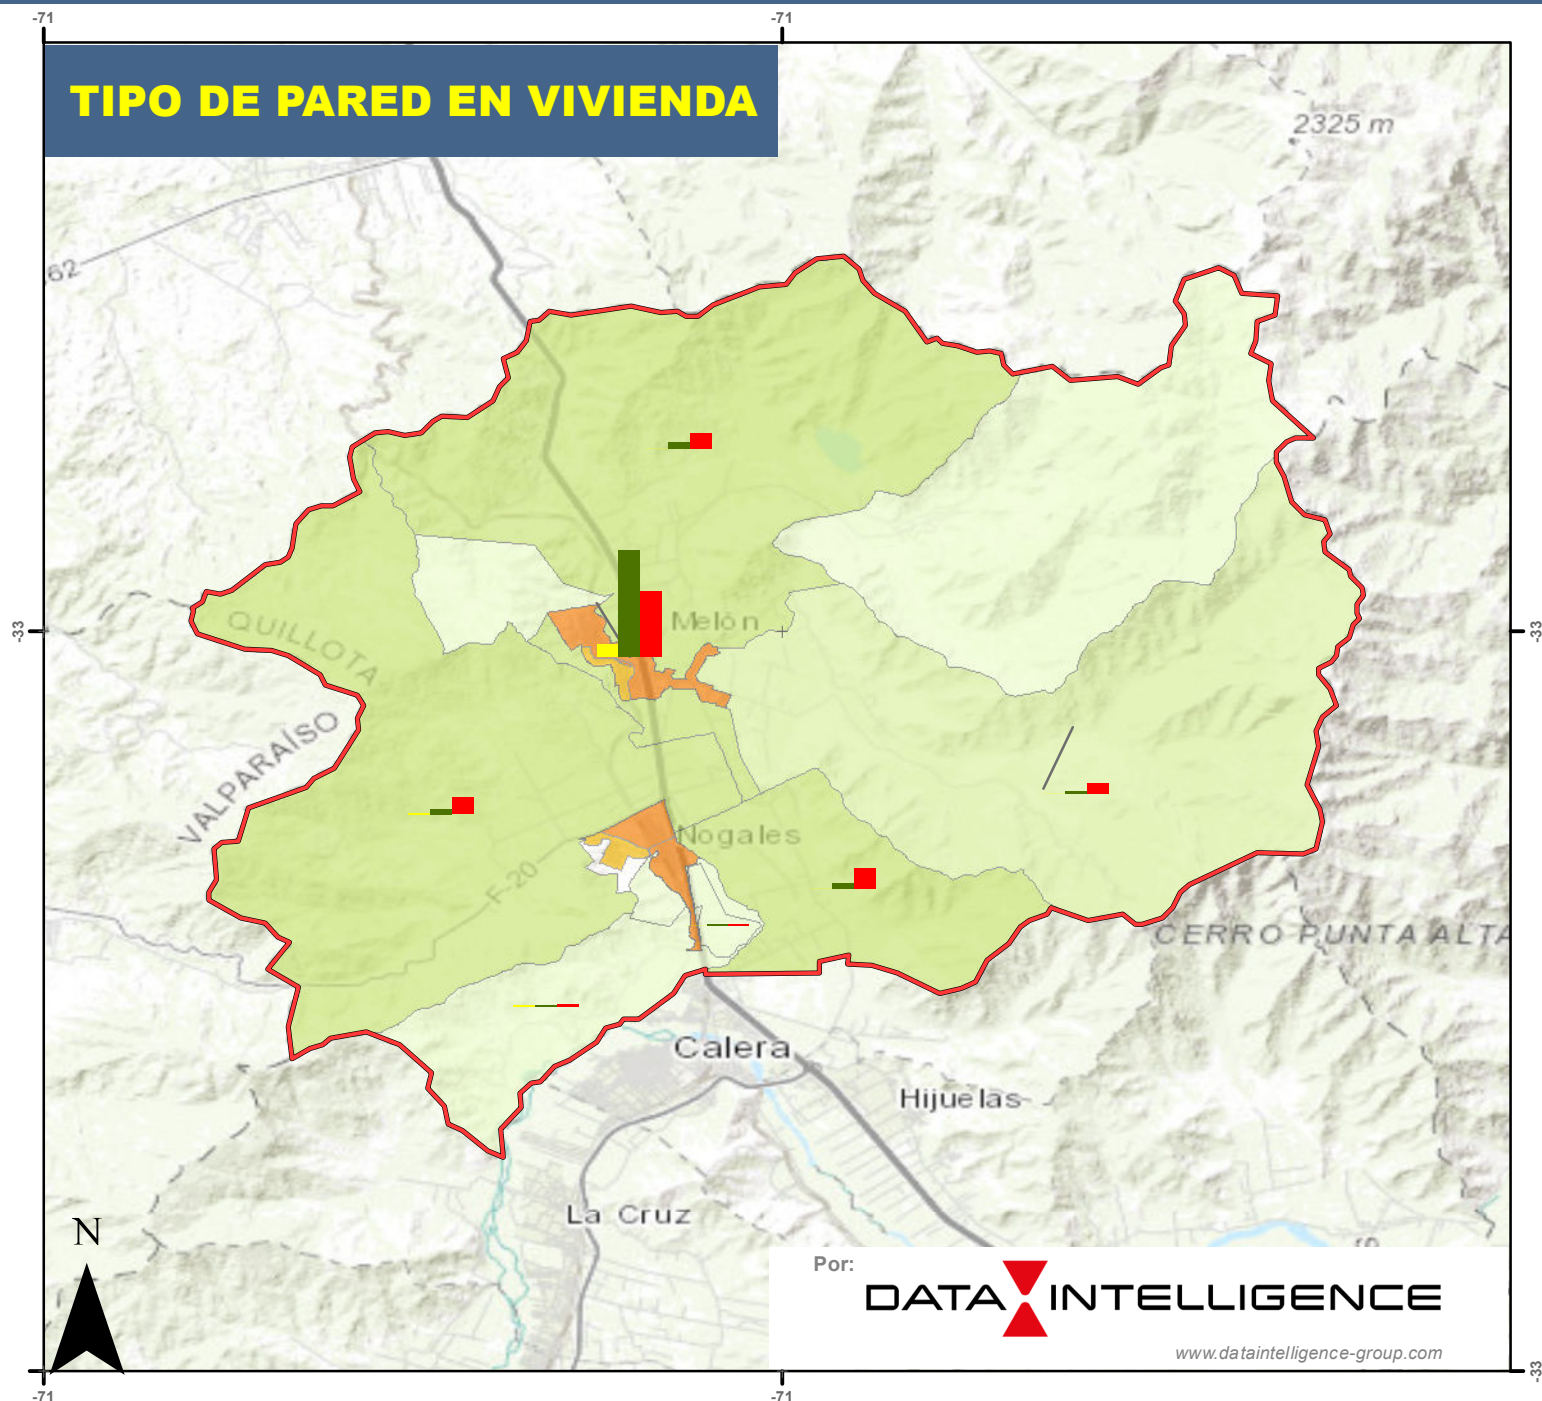 -71
-71
TIPO DE PARED EN VIVIENDA
2325 m
62
QUILLOTA
Melón
-33
-33
VALPARAÍSO
Nogales
F-20
CERRO PUNTA ALTA
Calera
Hijuelas
La Cruz
N
Por:
DATA INTELLIGENCE
www.dataintelligence-group.com
-33
-71
-71